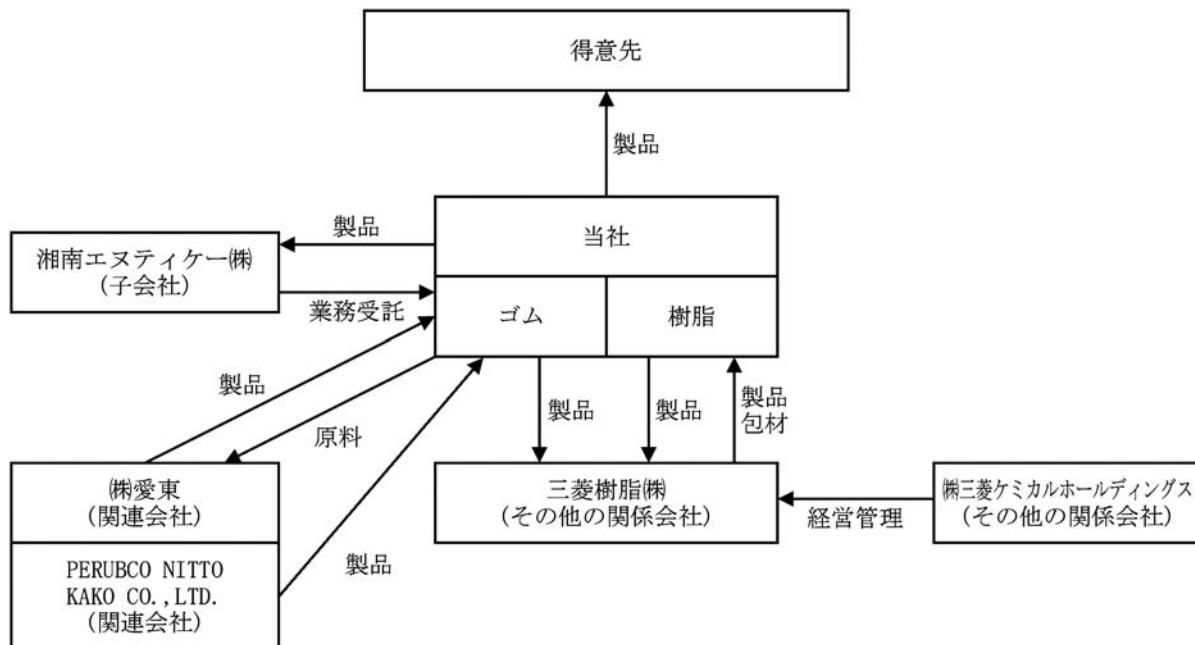 得意先
製品
当社
製品
湘南エヌティケー㈱
(子会社)
業務受託
ゴム
樹脂
製品
原料
製品
製品
製品
包材
㈱愛東
(関連会社)
三菱樹脂㈱
(その他の関係会社)
経営管理
㈱三菱ケミカルホールディングス
(その他の関係会社)
製品
PERUBCO NITTO
KAKO CO.,LTD.
(関連会社)